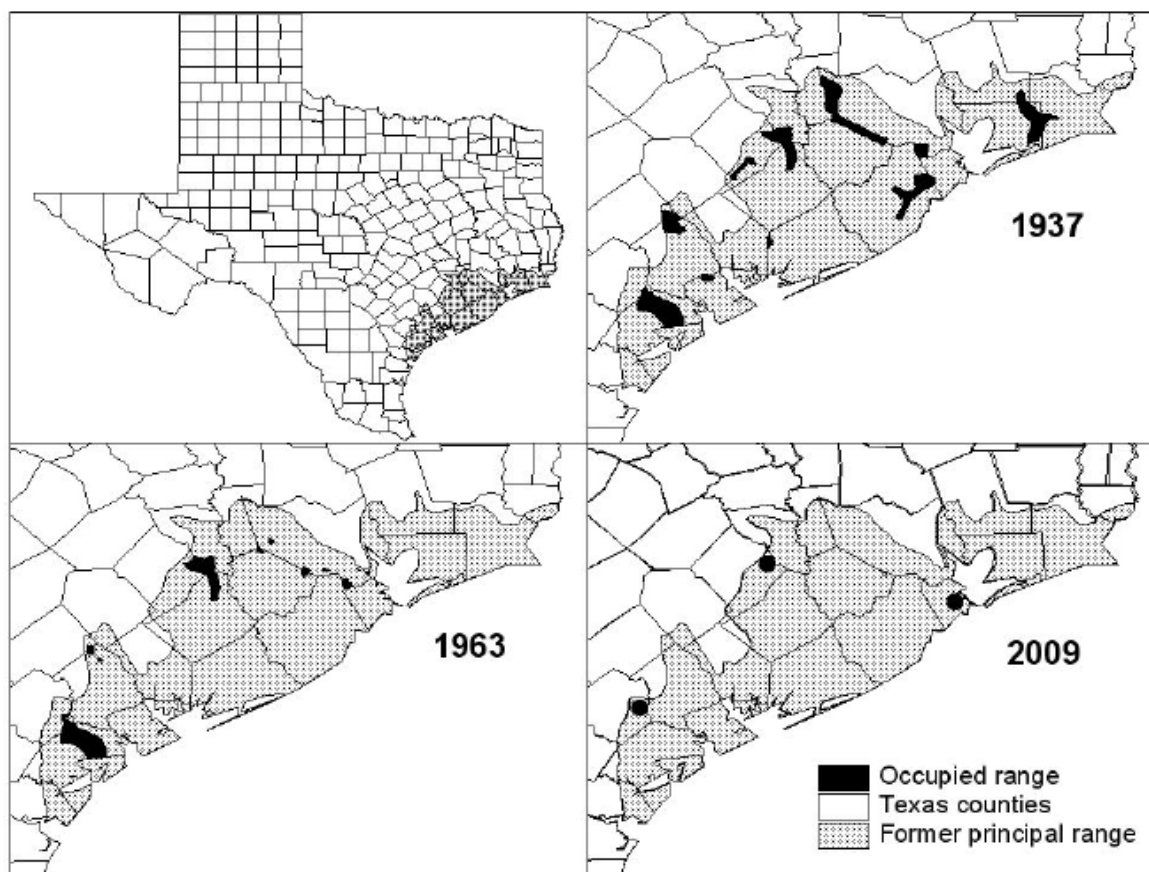 1937
1963
2009
Occupied range
Texas counties
Former principal range